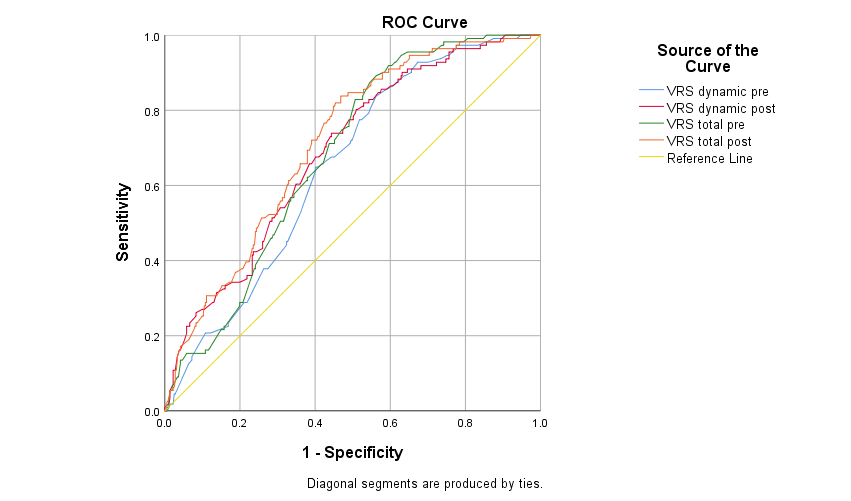 ROC Curve
Source of the
Curve
VRS dynamic pre
VRS dynamic post
VRS total pre
VRS total post
Reference Line
Sensitivity
1.0
0.8
0.6
0.4
0.2
0.0
0.0 0.2 0.4 0.6 0.8 1.0
1 - Specificity
Diagonal segments are produced by ties.